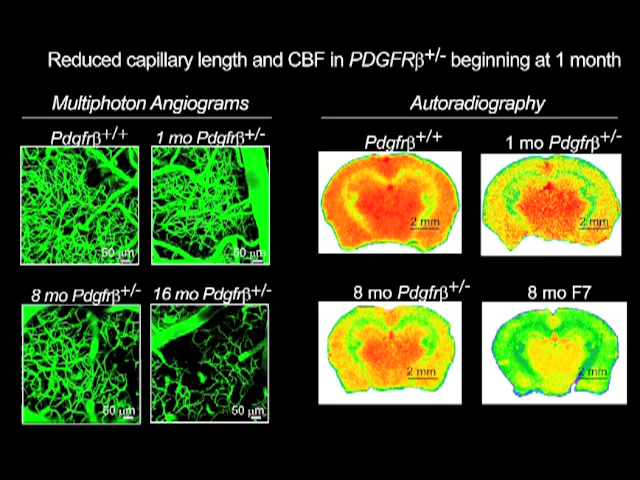 Reduced capillary length and CBF in PDGFRβ+/- beginning at 1 month
Multiphoton Angiograms
Autoradiography
Pdgfrβ+/+
1 mo Pdgfrβ+/-
Pdgfrβ+/+
1 mo Pdgfrβ+/-
50 μm
50 μm
2 mm
2 mm
8 mo Pdgfrβ+/-
16 mo Pdgfrβ+/-
8 mo Pdgfrβ+/-
8 mo F7
50 μm
50 μm
2 mm
2 mm